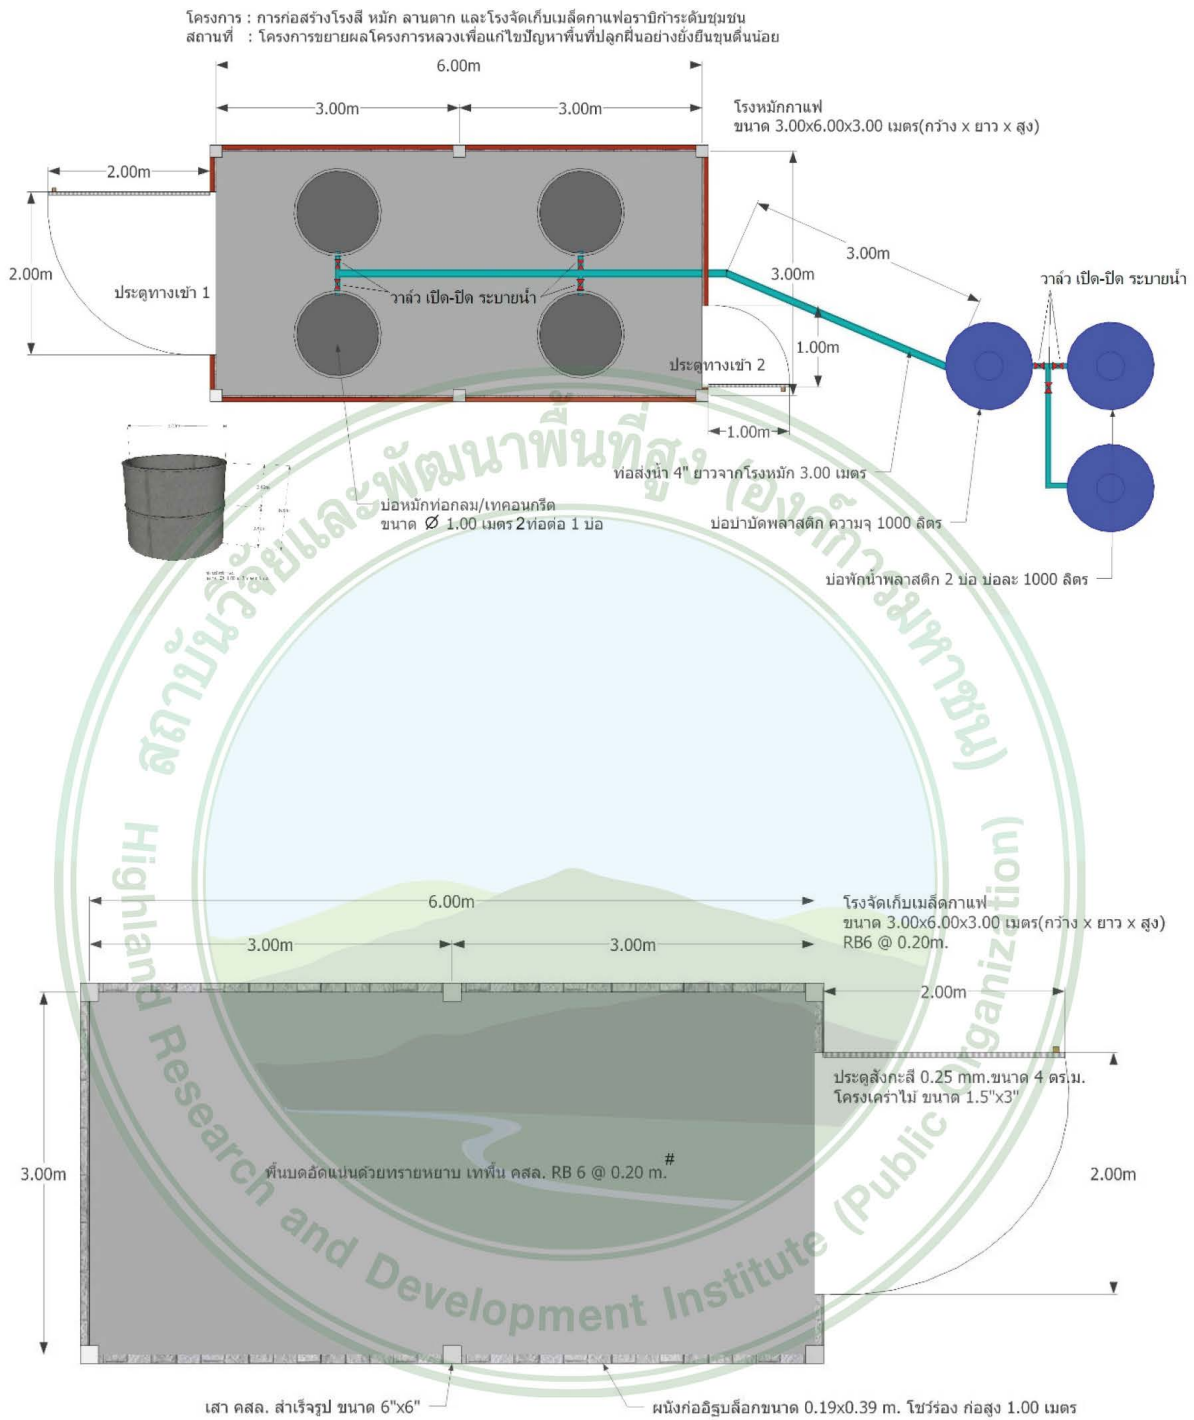 โครงการ : การก่อสร้างโรงสี หมัก ลานตาก และโรงจัดเก็บเมล็ดกาแฟอราบิก้าระดับชุมชน
สถานที่ : โครงการขยายผลโครงการหลวงเพื่อแก้ไขปัญหาพื้นที่ปลูกฝิ่นอย่างยั่งยืนขุนตื่นน้อย
6.00m
3.00m
3.00m
โรงหมักกาแฟ
ขนาด 3.00x6.00x3.00 เมตร(กว้าง x ยาว x สูง)
2.00m
2.00m
3.00m
3.00m
ประตูทางเข้า 1
วาล์ว เปิด-ปิด ระบายน้ำ
วาล์ว เปิด-ปิด ระบายน้ำ
1.00m
ประตูทางเข้า 2
1.00m
ท่อส่งน้ำ 4" ยาวจากโรงหมัก 3.00 เมตร
บ่อหมักท่อกลม/เทคอนกรีต
ขนาด Ø 1.00 เมตร 2ท่อต่อ 1 บ่อ
บ่อบำบัดพลาสติก ความจุ 1000 ลิตร
บ่อพักน้ำพลาสติก 2 บ่อ บ่อละ 1000 ลิตร
สถาบันวิจัยและพัฒนาพื้นที่สูง (องค์การมหาชน)
Highland Research and Development Institute (Public Organization)
6.00m
3.00m
3.00m
โรงจัดเก็บเมล็ดกาแฟ
ขนาด 3.00x6.00x3.00 เมตร(กว้าง x ยาว x สูง)
RB6 @ 0.20m.
2.00m
ประตูสังกะสี 0.25 mm.ขนาด 4 ตร.ม.
โครงเคร่าไม้ ขนาด 1.5"x3"
3.00m
พื้นบดอัดแน่นด้วยทรายหยาบ เทพื้น คสล. RB 6 @ 0.20 m.#
2.00m
เสา คสล. สำเร็จรูป ขนาด 6"x6"
ผนังก่ออิฐบล็อกขนาด 0.19x0.39 m. โชว์ร่อง ก่อสูง 1.00 เมตร